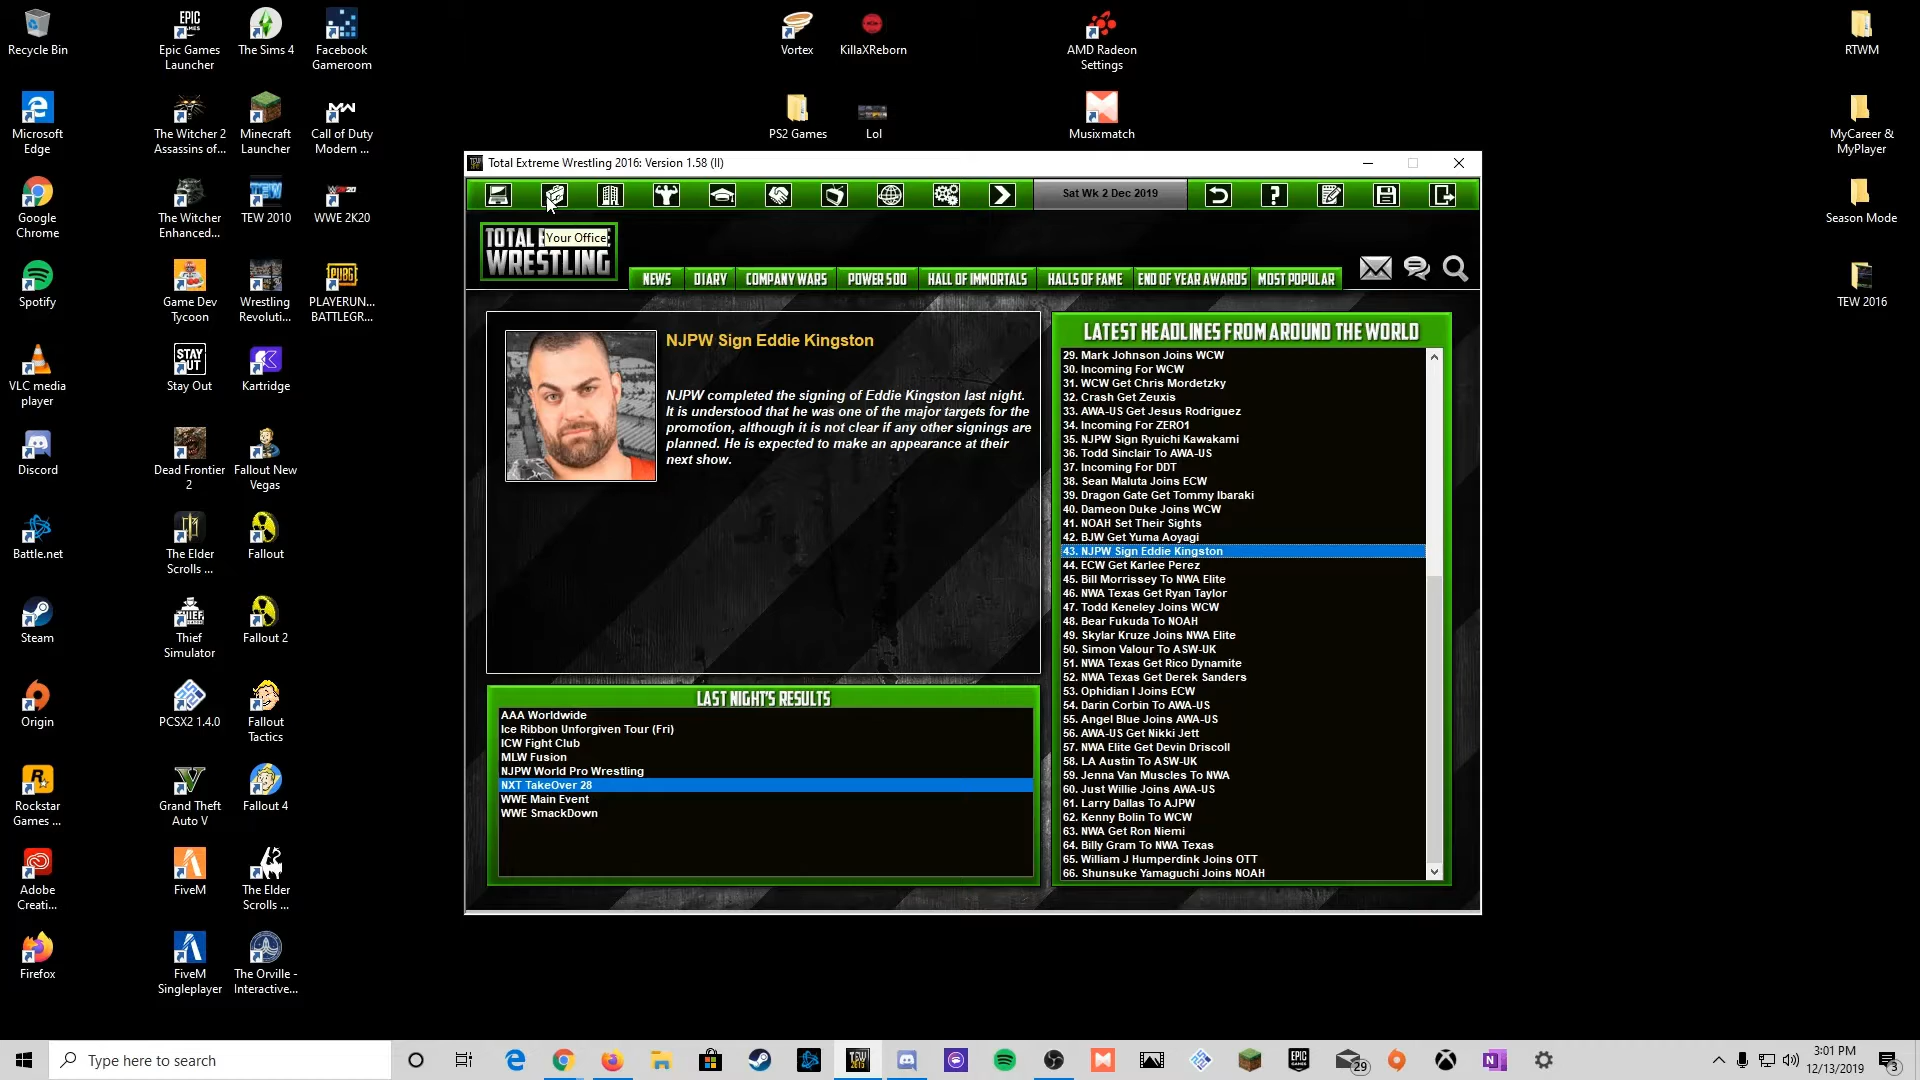 Recycle Bin
Epic Games
Launcher
The Sims 4
Facebook
Gameroom
Vortex
KillaXReborn
AMD Radeon
Settings
RTWM
Microsoft
Edge
The Witcher 2
Assassins of...
Minecraft
Launcher
Call of Duty
Modern ...
PS2 Games
Lol
Musixmatch
MyCareer &
MyPlayer
Google
Chrome
The Witcher
Enhanced...
TEW 2010
WWE 2K20
Season Mode
Spotify
Game Dev
Tycoon
Wrestling
Revoluti...
PLAYERUN...
BATTLEGR...
TEW 2016
VLC media
player
Stay Out
Kartridge
Discord
Dead Frontier
2
Fallout New
Vegas
Battle.net
The Elder
Scrolls ...
Fallout
Steam
Thief
Simulator
Fallout 2
Origin
PCSX2 1.4.0
Fallout
Tactics
Rockstar
Games ...
Grand Theft
Auto V
Fallout 4
Adobe
Creati...
FiveM
The Elder
Scrolls ...
Firefox
FiveM
Singleplayer
The Orville -
Interactive...
Total Extreme Wrestling 2016: Version 1.58 (II)
Sat Wk 2 Dec 2019
Your Office
WRESTLING
NEWS
DIARY
COMPANY WARS
POWER 500
HALL OF IMMORTALS
HALLS OF FAME
END OF YEAR AWARDS
MOST POPULAR
NJPW Sign Eddie Kingston
NJPW completed the signing of Eddie Kingston last night.
It is understood that he was one of the major targets for the
promotion, although it is not clear if any other signings are
planned. He is expected to make an appearance at their
next show.
LAST NIGHT'S RESULTS
AAA Worldwide
Ice Ribbon Unforgiven Tour (Fri)
ICW Fight Club
MLW Fusion
NJPW World Pro Wrestling
NXT TakeOver 28
WWE Main Event
WWE SmackDown
LATEST HEADLINES FROM AROUND THE WORLD
29. Mark Johnson Joins WCW
30. Incoming For WCW
31. WCW Get Chris Mordetzky
32. Crash Get Zeuxis
33. AWA-US Get Jesus Rodriguez
34. Incoming For ZERO1
35. NJPW Sign Ryuichi Kawakami
36. Todd Sinclair To AWA-US
37. Incoming For DDT
38. Sean Maluta Joins ECW
39. Dragon Gate Get Tommy Ibaraki
40. Dameon Duke Joins WCW
41. NOAH Set Their Sights
42. BJW Get Yuma Aoyagi
43. NJPW Sign Eddie Kingston
44. ECW Get Karlee Perez
45. Bill Morrissey To NWA Elite
46. NWA Texas Get Ryan Taylor
47. Todd Keneley Joins WCW
48. Bear Fukuda To NOAH
49. Skylar Kruze Joins NWA Elite
50. Simon Valour To ASW-UK
51. NWA Texas Get Rico Dynamite
52. NWA Texas Get Derek Sanders
53. Ophidian I Joins ECW
54. Darin Corbin To AWA-US
55. Angel Blue Joins AWA-US
56. AWA-US Get Nikki Jett
57. NWA Elite Get Devin Driscoll
58. LA Austin To ASW-UK
59. Jenna Van Muscles To NWA
60. Just Willie Joins AWA-US
61. Larry Dallas To AJPW
62. Kenny Bolin To WCW
63. NWA Get Ron Niemi
64. Billy Gram To NWA Texas
65. William J Humperdink Joins OTT
66. Shunsuke Yamaguchi Joins NOAH
Type here to search
29
3:01 PM
12/13/2019
3